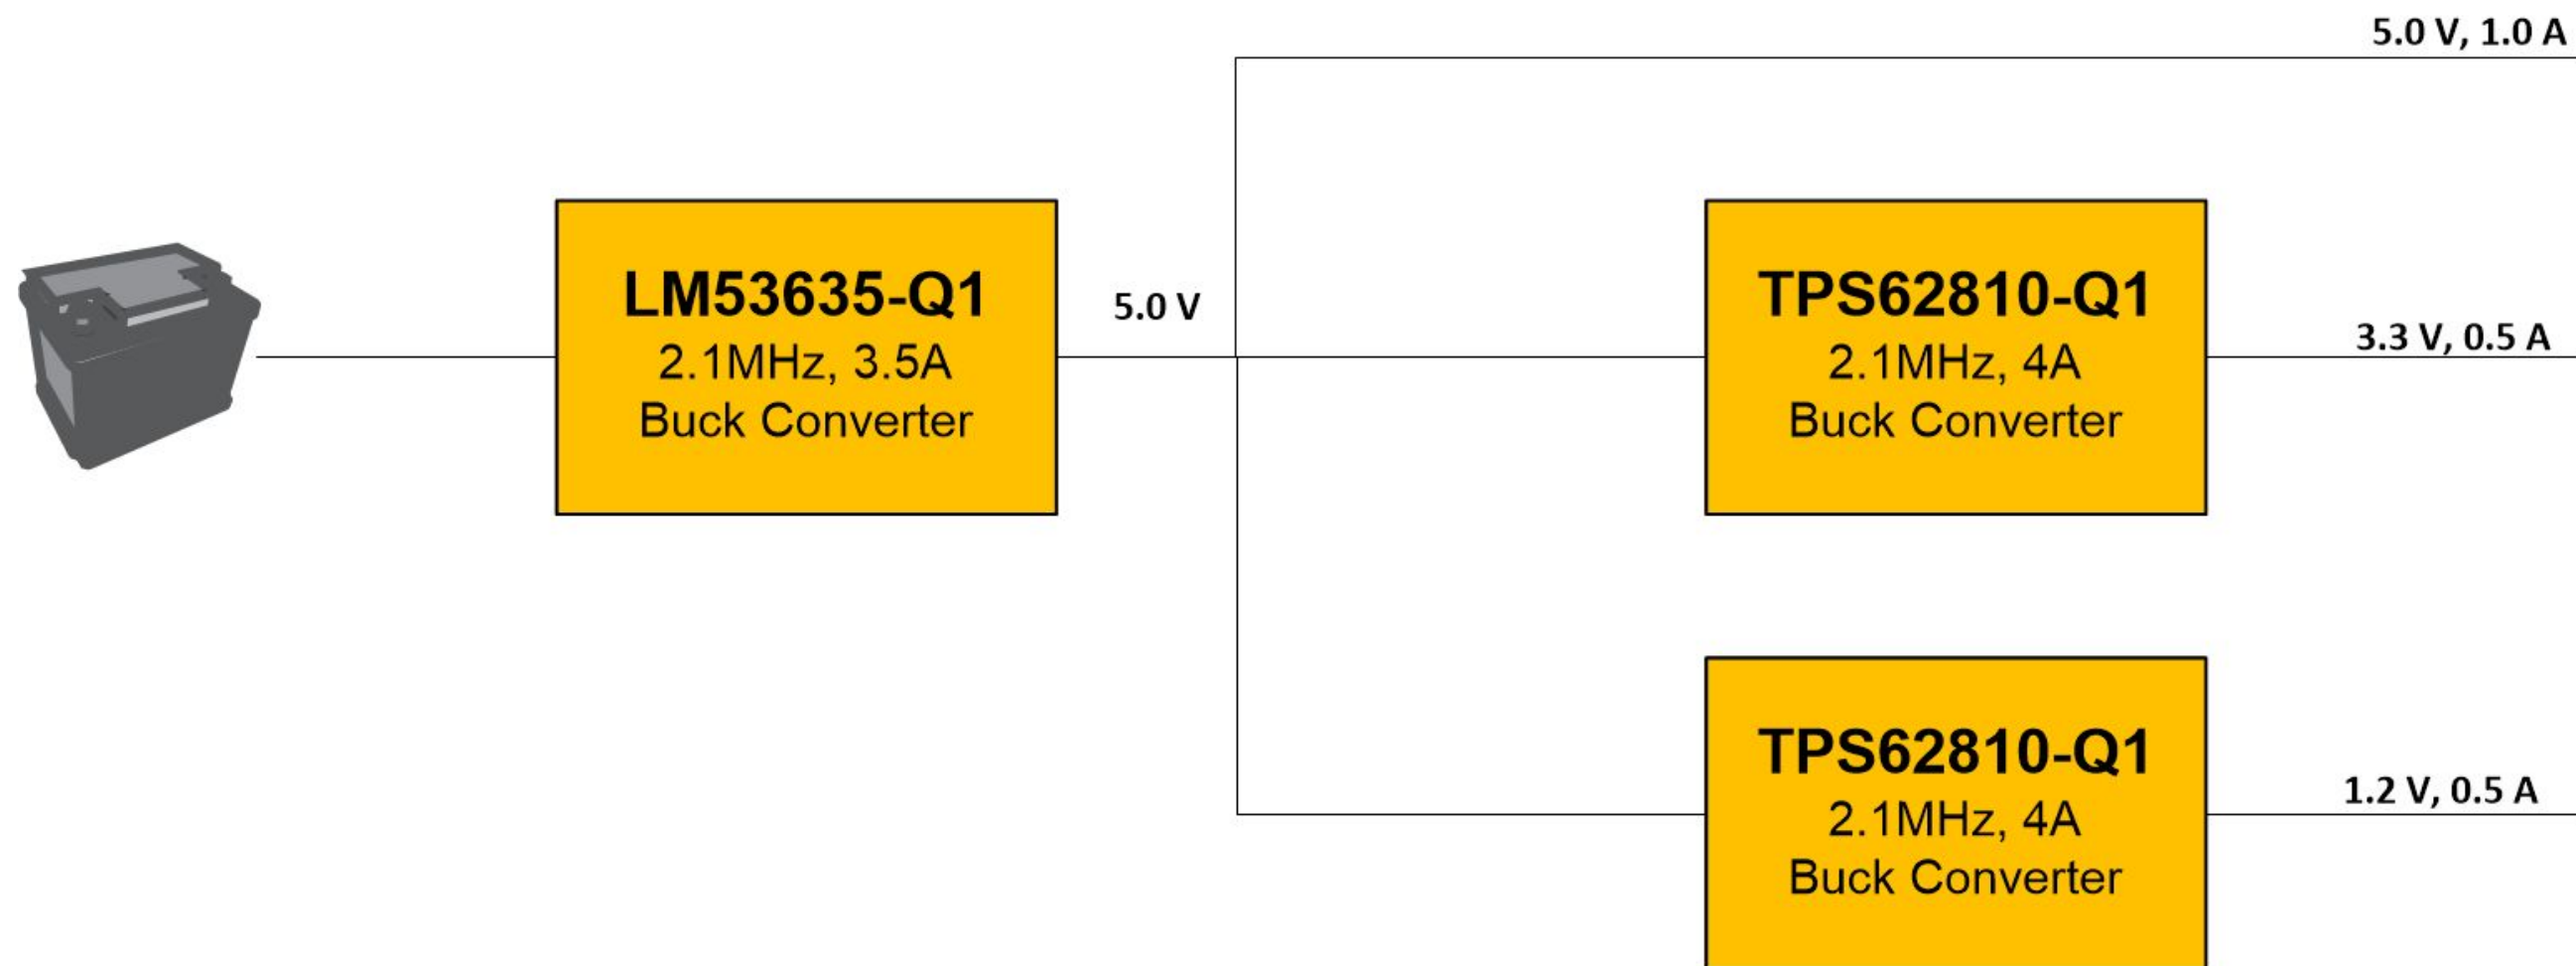 5.0 V, 1.0 A
LM53635-Q1
2.1MHz, 3.5A
Buck Converter
5.0 V
TPS62810-Q1
2.1MHz, 4A
Buck Converter
3.3 V, 0.5 A
TPS62810-Q1
2.1MHz, 4A
Buck Converter
1.2 V, 0.5 A